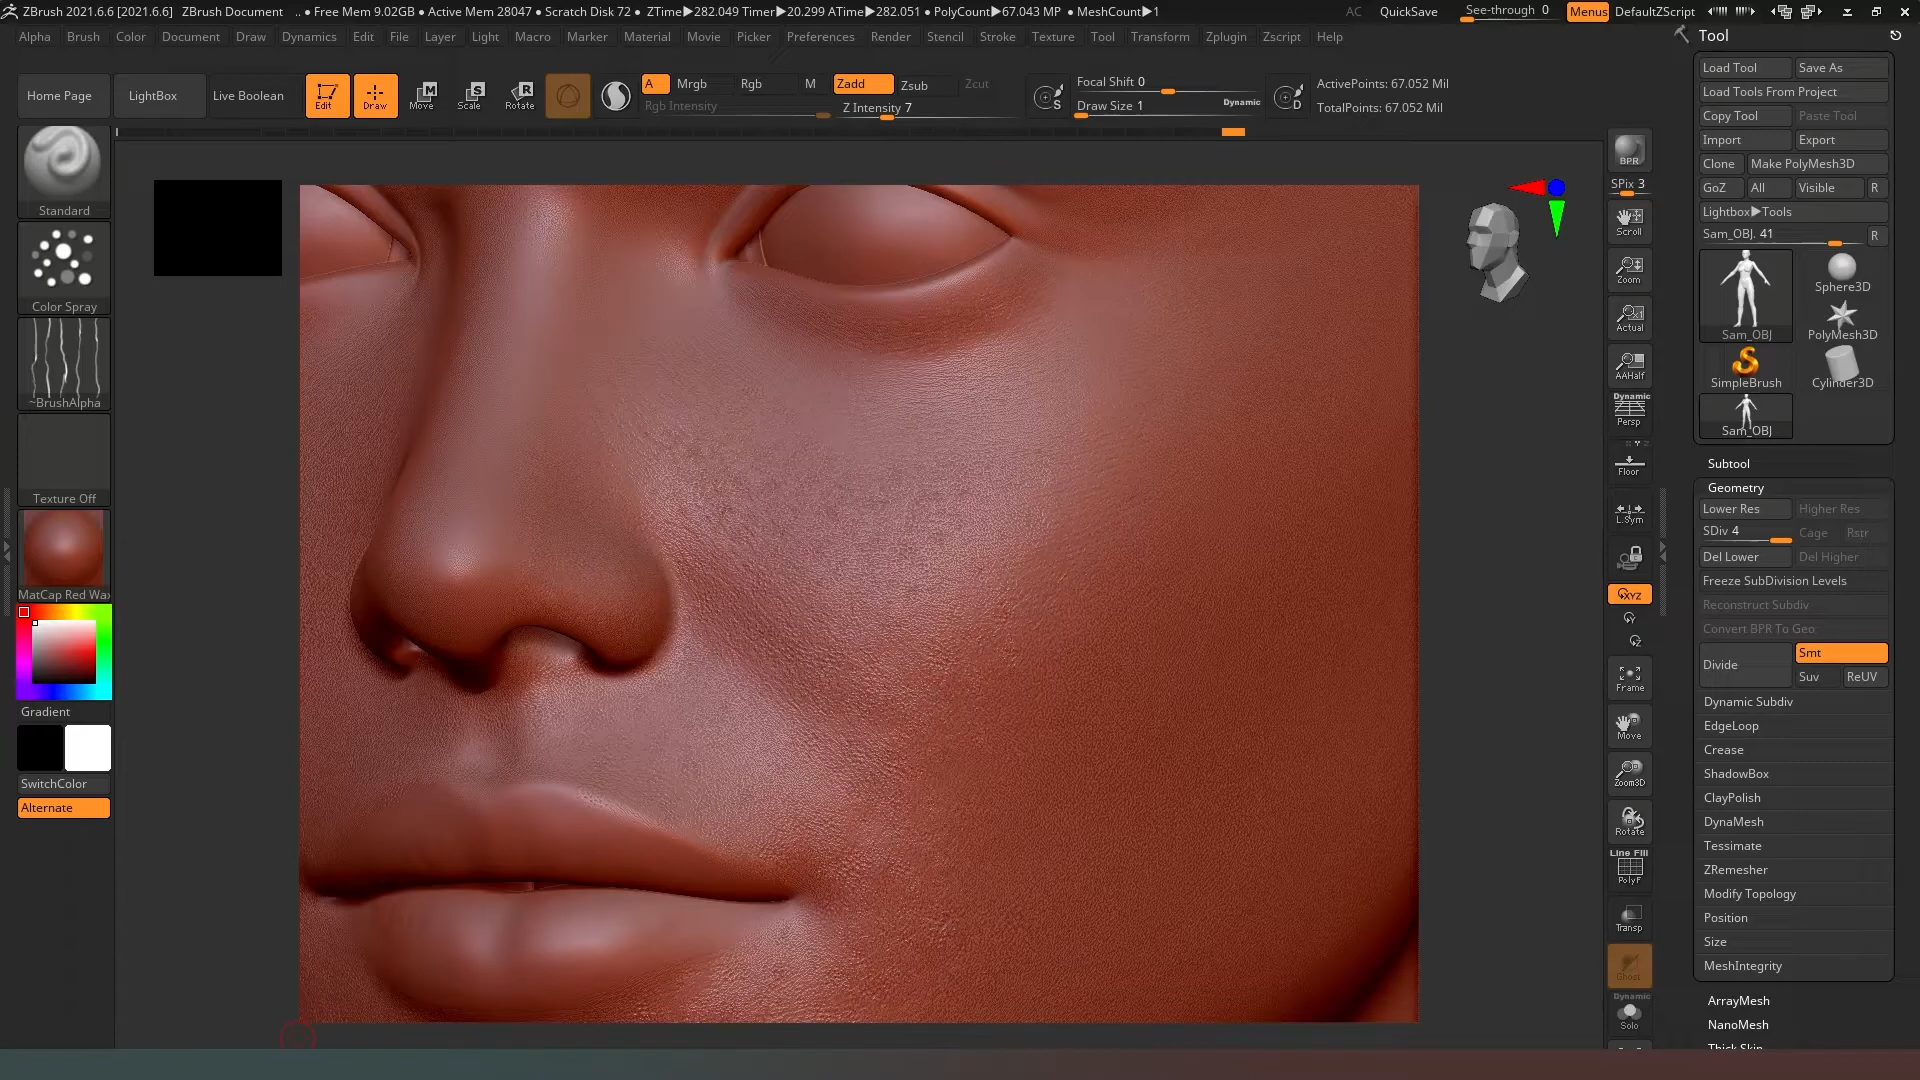 ZBrush 2021.6.6 [2021.6.6] ZBrush Document .. ● Free Mem 9.02GB ● Active Mem 28047 ● Scratch Disk 72 ● ZTime▶282.049 Timer▶20.299 ATime▶282.051 ● PolyCount▶67.043 MP ● MeshCount▶1 AC QuickSave See-through 0 Menus DefaultZScript
Alpha Brush Color Document Draw Dynamics Edit File Layer Light Macro Marker Material Movie Picker Preferences Render Stencil Stroke Texture Tool Transform Zplugin Zscript Help
Home Page LightBox Live Boolean Edit Draw Move Scale Rotate
M S R
A Mrgb Rgb M Zadd Zsub Zcut
Rgb Intensity Z Intensity 7
S Focal Shift 0
Draw Size 1 Dynamic
D ActivePoints: 67.052 Mil
TotalPoints: 67.052 Mil
Standard
Color Spray
~BrushAlpha
Texture Off
MatCap Red Wax
Gradient
SwitchColor
Alternate
BPR
SPix 3
Scroll
Zoom
Actual
AAHalf
Dynamic
Persp
Floor
L.Sym
XYZ
Y
Z
Frame
Move
Zoom3D
Rotate
Line Fill
PolyF
Transp
Ghost
Dynamic
Solo
Tool
Load Tool Save As
Load Tools From Project
Copy Tool Paste Tool
Import Export
Clone Make PolyMesh3D
GoZ All Visible R
Lightbox▶Tools
Sam_OBJ. 41 R
Sam_OBJ Sphere3D
PolyMesh3D
SimpleBrush Cylinder3D
Sam_OBJ
Subtool
Geometry
Lower Res Higher Res
SDiv 4 Cage Rstr
Del Lower Del Higher
Freeze SubDivision Levels
Reconstruct Subdiv
Convert BPR To Geo
Divide Smt
Suv ReUV
Dynamic Subdiv
EdgeLoop
Crease
ShadowBox
ClayPolish
DynaMesh
Tessimate
ZRemesher
Modify Topology
Position
Size
MeshIntegrity
ArrayMesh
NanoMesh
Thick Skin